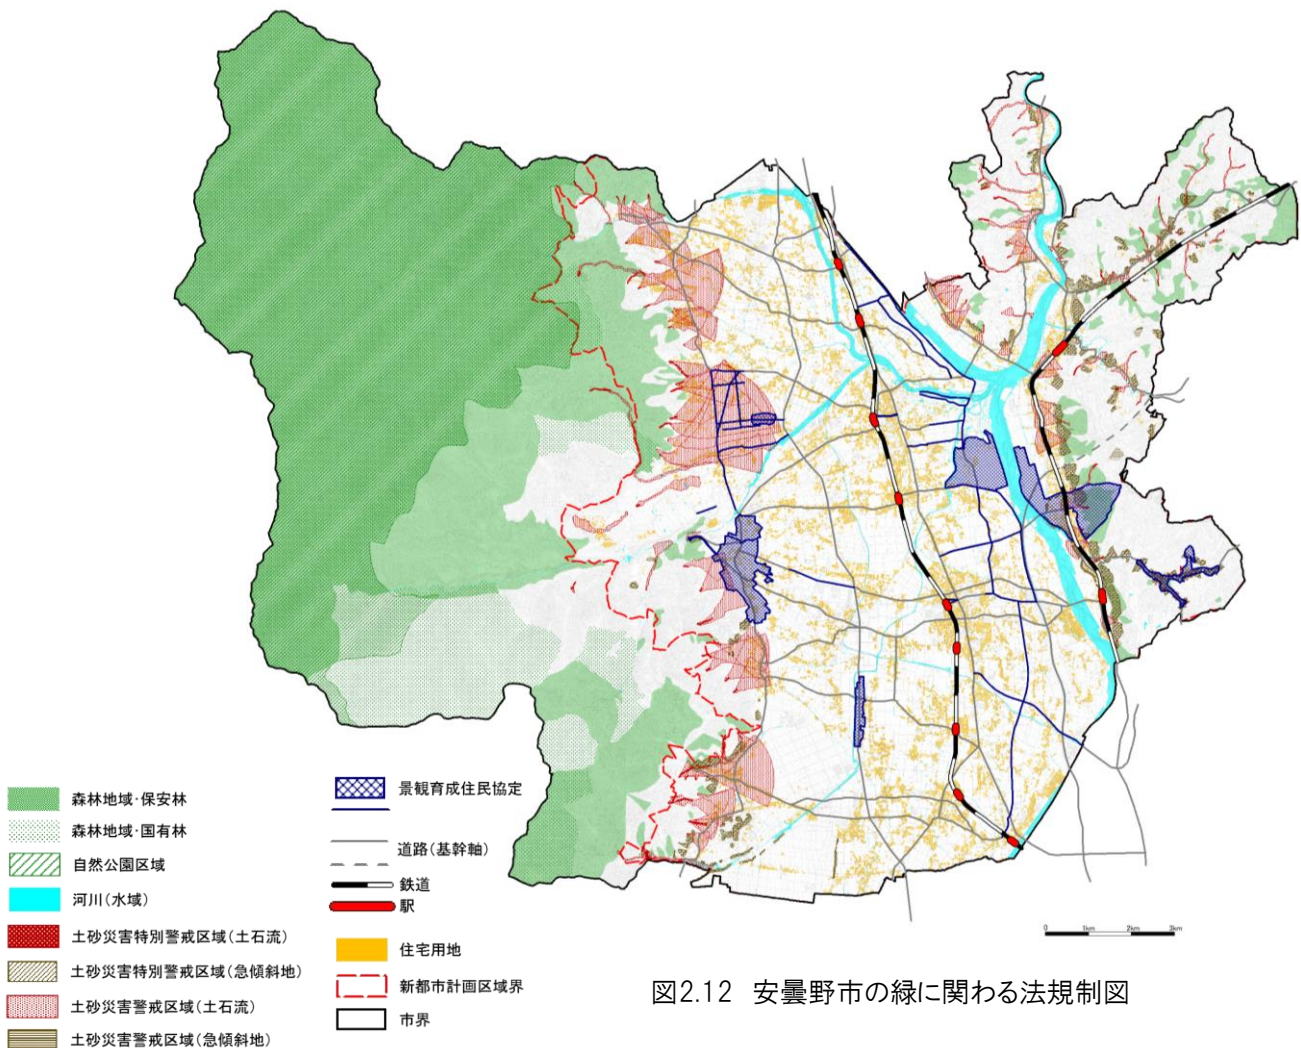 森林地域・保安林
森林地域・国有林
自然公園区域
河川(水域)
土砂災害特別警戒区域(土石流)
土砂災害特別警戒区域(急傾斜地)
土砂災害警戒区域(土石流)
土砂災害警戒区域(急傾斜地)
景観育成住民協定
道路(基幹軸)
鉄道
駅
住宅用地
新都市計画区域界
市界
0 1km 2km 3km
図2.12 安曇野市の緑に関わる法規制図